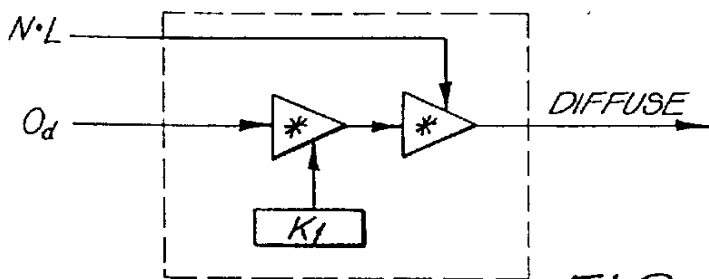 N·L
O_d
*
*
DIFFUSE
K_1